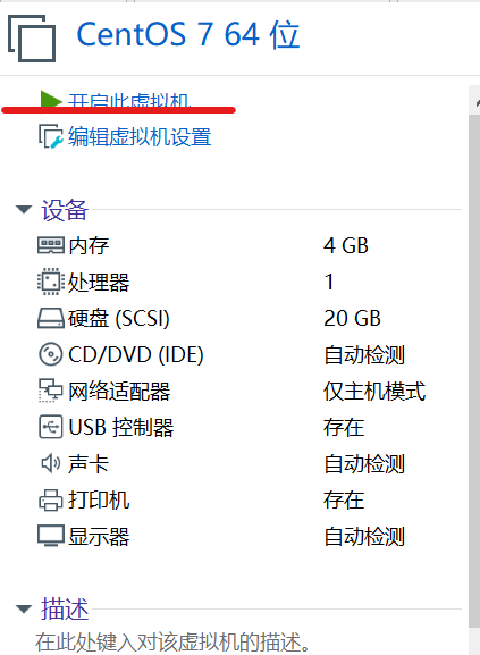 CentOS 7 64 位
开启此虚拟机
编辑虚拟机设置
设备
内存 4 GB
处理器 1
硬盘 (SCSI) 20 GB
CD/DVD (IDE) 自动检测
网络适配器 仅主机模式
USB 控制器 存在
声卡 自动检测
打印机 存在
显示器 自动检测
描述
在此处键入对该虚拟机的描述。